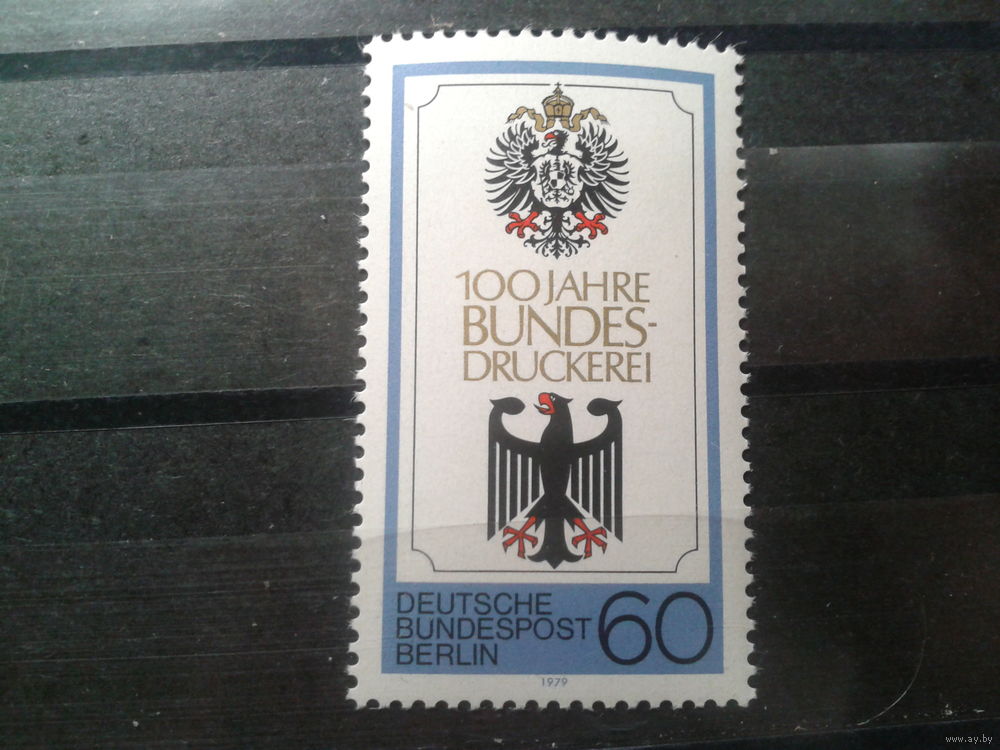 100 JAHRE
BUNDES-
DRUCKEREI
DEUTSCHE
BUNDESPOST
BERLIN
60
1979
www.ay.by